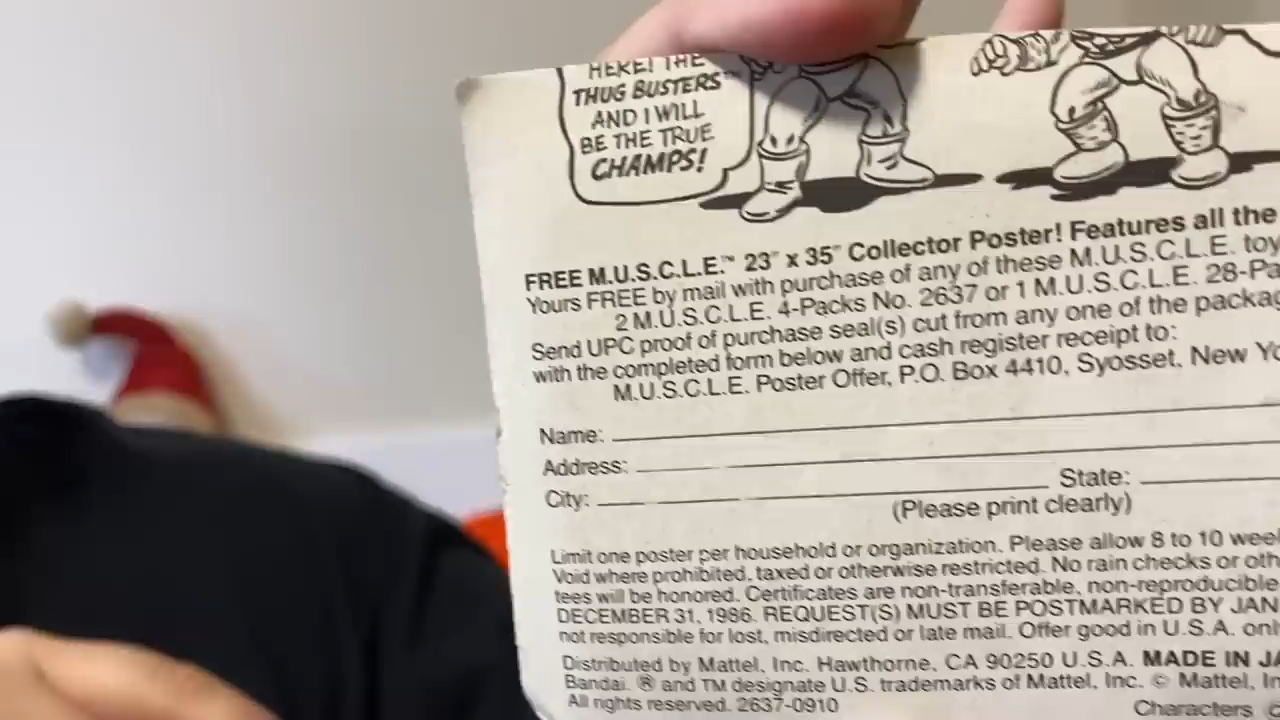 HERE! THE
THUG BUSTERS™
AND I WILL
BE THE TRUE
CHAMPS!
FREE M.U.S.C.L.E.™ 23" x 35" Collector Poster! Features all the
Yours FREE by mail with purchase of any of these M.U.S.C.L.E. toy
2 M.U.S.C.L.E. 4-Packs No. 2637 or 1 M.U.S.C.L.E. 28-Pa
Send UPC proof of purchase seal(s) cut from any one of the packag
with the completed form below and cash register receipt to:
M.U.S.C.L.E. Poster Offer, P.O. Box 4410, Syosset, New Yo
Name:
Address:
City: State:
(Please print clearly)
Limit one poster per household or organization. Please allow 8 to 10 week
Void where prohibited, taxed or otherwise restricted. No rain checks or oth
tees will be honored. Certificates are non-transferable, non-reproducible
DECEMBER 31, 1986. REQUEST(S) MUST BE POSTMARKED BY JAN
not responsible for lost, misdirected or late mail. Offer good in U.S.A. onl
Distributed by Mattel, Inc. Hawthorne, CA 90250 U.S.A. MADE IN JA
Bandai. ® and TM designate U.S. trademarks of Mattel, Inc. © Mattel, In
All rights reserved. 2637-0910
Characters c